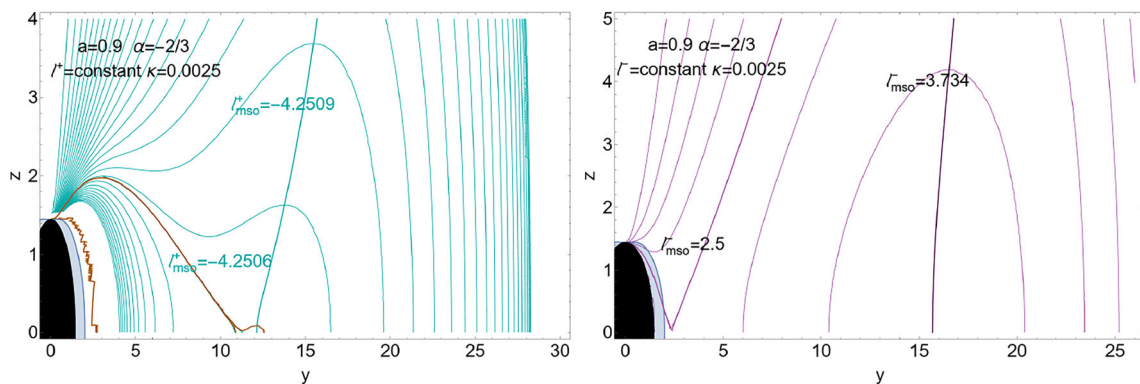 4
3
2
1
0
z
a=0.9 α=−2/3
ℓ⁺=constant κ=0.0025
ℓ⁺mso=−4.2509
ℓ⁺mso=−4.2506
0 5 10 15 20 25 30
y
5
4
3
2
1
0
z
a=0.9 α=−2/3
ℓ⁻=constant κ=0.0025
ℓ⁻mso=3.734
ℓ⁻mso=2.5
0 5 10 15 20 25
y